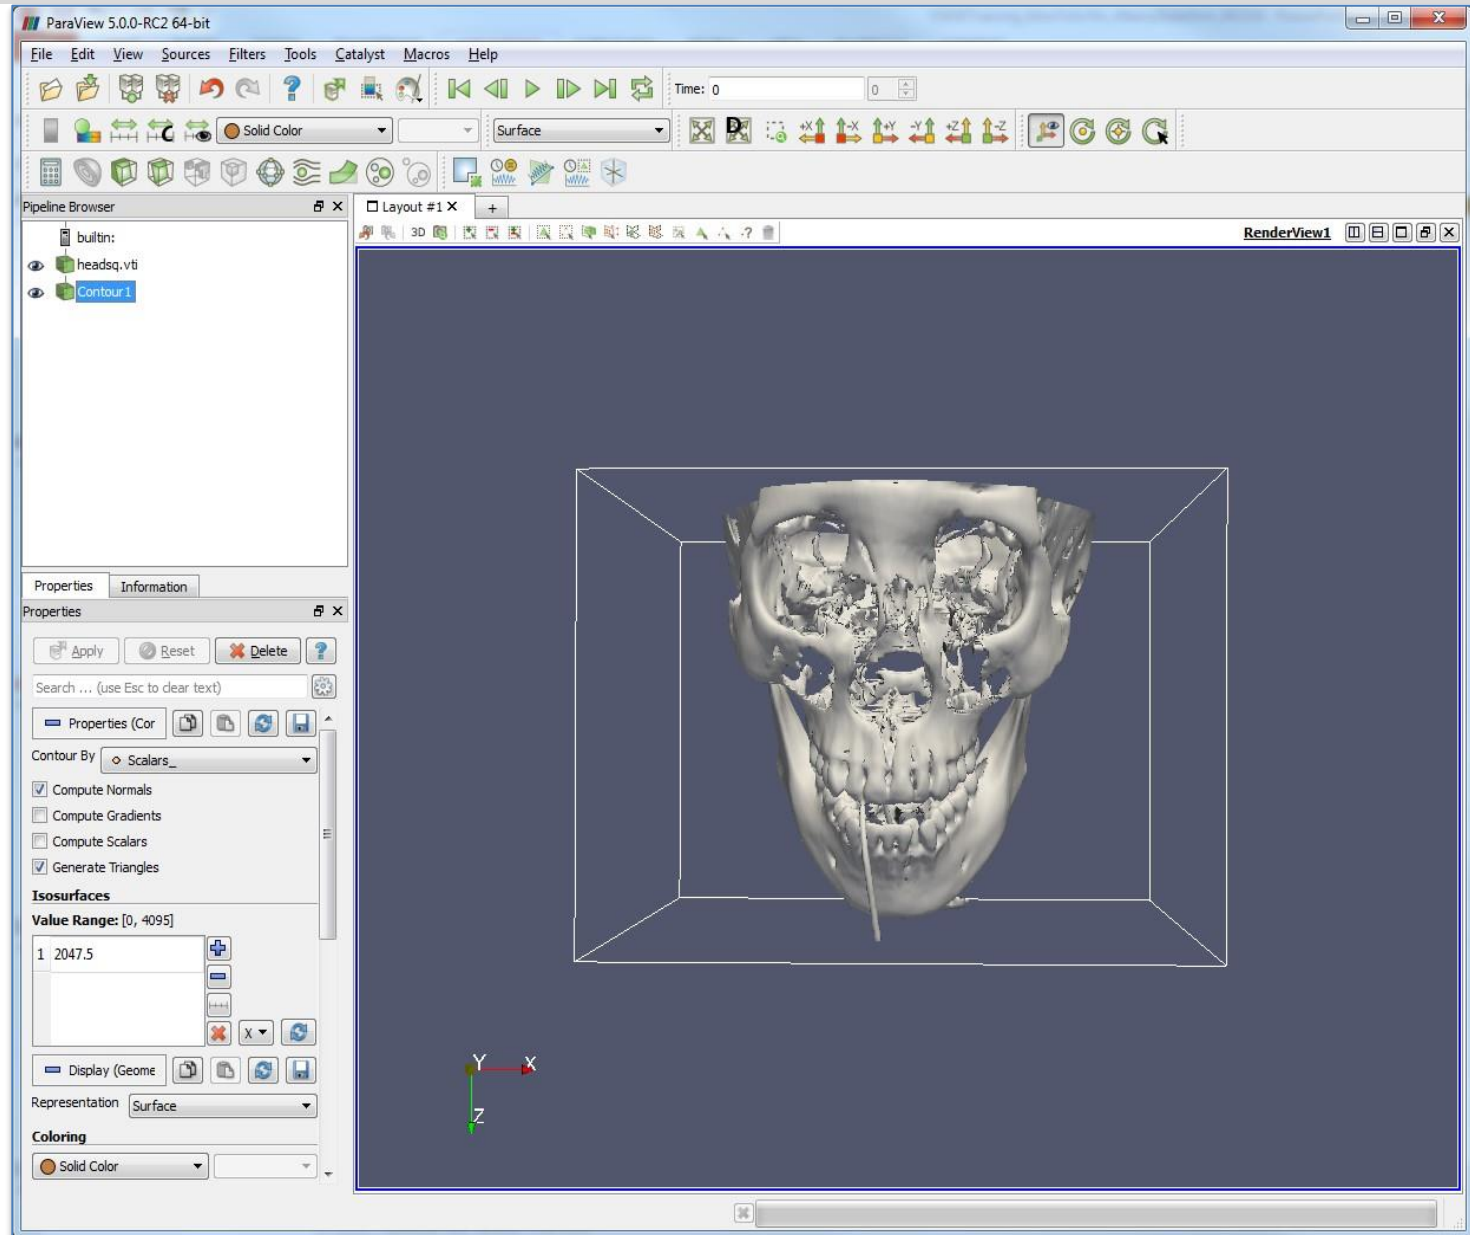 ParaView 5.0.0-RC2 64-bit
File Edit View Sources Filters Tools Catalyst Macros Help
Time: 0 0
Solid Color Surface +X -X +Y -Y +Z -Z
Pipeline Browser
Layout #1 +
builtin:
3D
RenderView1
headsq.vti
Contour1
Properties Information
Properties
Apply Reset Delete ?
Search ... (use Esc to clear text)
Properties (Cor
Contour By Scalars_
Compute Normals
Compute Gradients
Compute Scalars
Generate Triangles
Isosurfaces
Value Range: [0, 4095]
1 2047.5
X
Display (Geome
Representation Surface
Coloring
Solid Color
Y X
Z